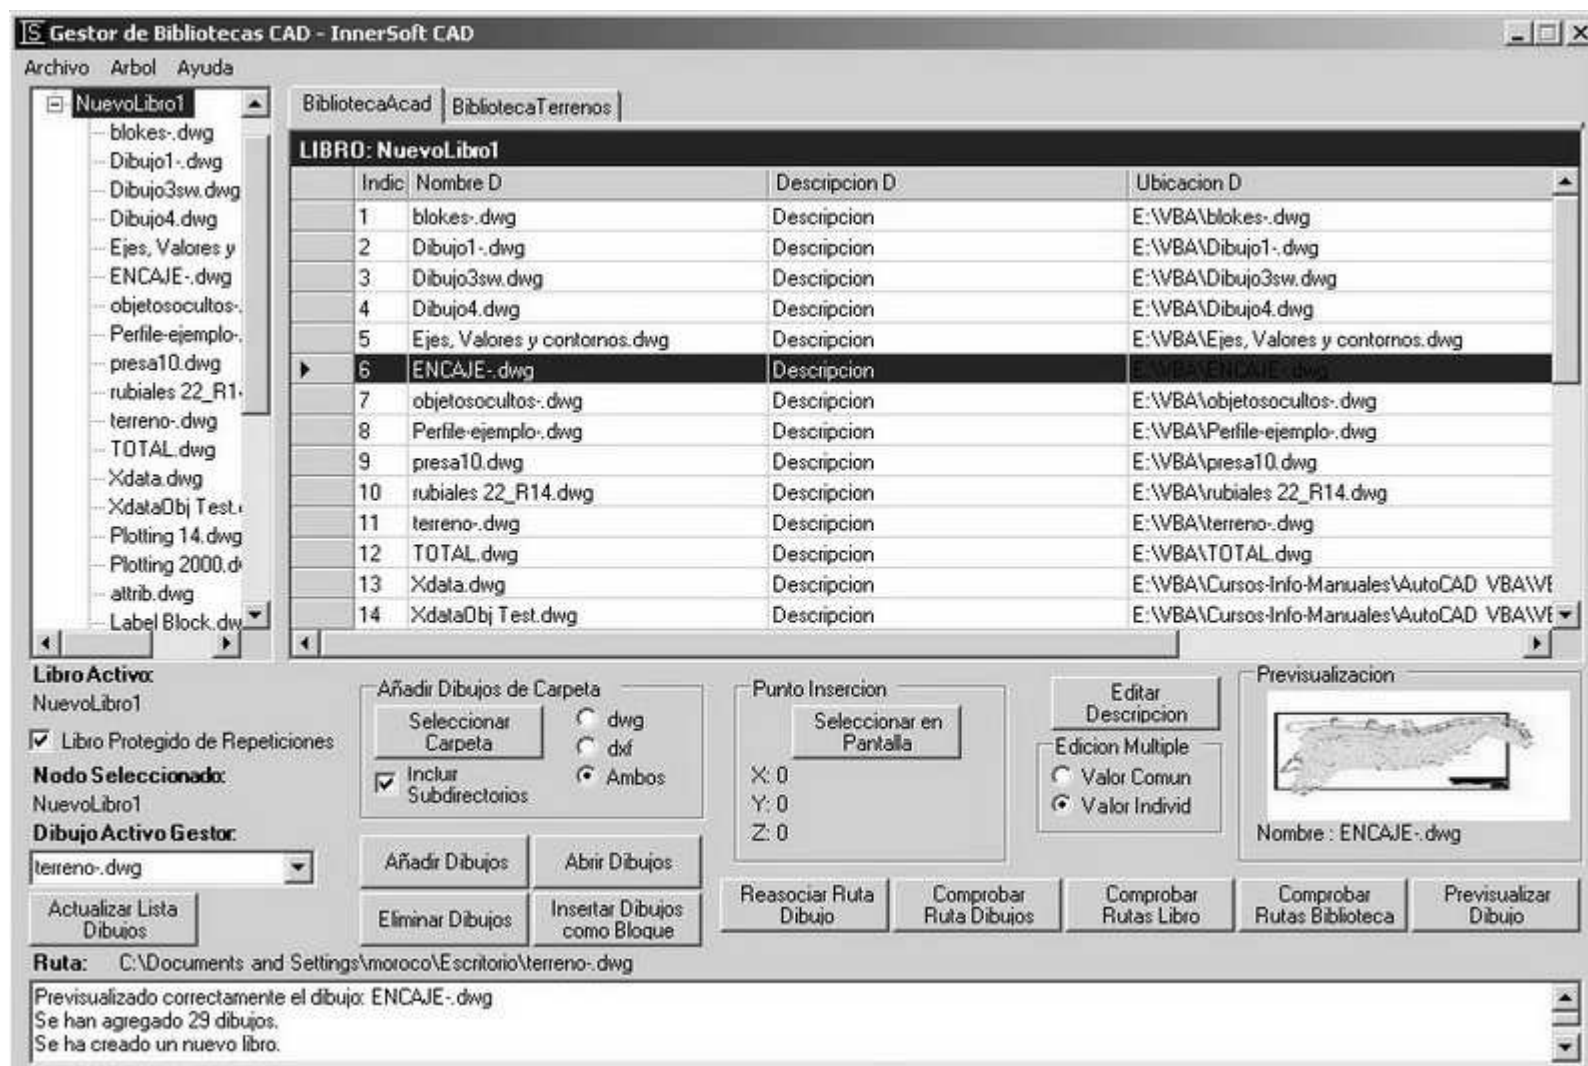 Gestor de Bibliotecas CAD - InnerSoft CAD
Archivo Arbol Ayuda
NuevoLibro1
blokes-.dwg
Dibujo1-.dwg
Dibujo3sw.dwg
Dibujo4.dwg
Ejes, Valores y
ENCAJE-.dwg
objetosocultos-.
Perfile-ejemplo-.
presa10.dwg
rubiales 22_R1
terreno-.dwg
TOTAL.dwg
Xdata.dwg
XdataObj Test.
Plotting 14.dwg
Plotting 2000.d
attrib.dwg
Label Block.dw
BibliotecaAcad BibliotecaTerrenos
LIBRO: NuevoLibro1
Indic Nombre D Descripcion D Ubicacion D
1 blokes-.dwg Descripcion E:\VBA\blokes-.dwg
2 Dibujo1-.dwg Descripcion E:\VBA\Dibujo1-.dwg
3 Dibujo3sw.dwg Descripcion E:\VBA\Dibujo3sw.dwg
4 Dibujo4.dwg Descripcion E:\VBA\Dibujo4.dwg
5 Ejes, Valores y contornos.dwg Descripcion E:\VBA\Ejes, Valores y contornos.dwg
6 ENCAJE-.dwg Descripcion E:\VBA\ENCAJE-.dwg
7 objetosocultos-.dwg Descripcion E:\VBA\objetosocultos-.dwg
8 Perfile-ejemplo-.dwg Descripcion E:\VBA\Perfile-ejemplo-.dwg
9 presa10.dwg Descripcion E:\VBA\presa10.dwg
10 rubiales 22_R14.dwg Descripcion E:\VBA\rubiales 22_R14.dwg
11 terreno-.dwg Descripcion E:\VBA\terreno-.dwg
12 TOTAL.dwg Descripcion E:\VBA\TOTAL.dwg
13 Xdata.dwg Descripcion E:\VBA\Cursos-Info-Manuales\AutoCAD VBA\VB
14 XdataObj Test.dwg Descripcion E:\VBA\Cursos-Info-Manuales\AutoCAD VBA\VB
Libro Activo:
NuevoLibro1
Libro Protegido de Repeticiones
Nodo Seleccionado:
NuevoLibro1
Dibujo Activo Gestor:
terreno-.dwg
Actualizar Lista
Dibujos
Añadir Dibujos de Carpeta
Seleccionar
Carpeta
Incluir
Subdirectorios
dwg
dxf
Ambos
Añadir Dibujos
Abrir Dibujos
Eliminar Dibujos
Insertar Dibujos
como Bloque
Punto Insercion
Seleccionar en
Pantalla
X: 0
Y: 0
Z: 0
Editar
Descripcion
Edicion Multiple
Valor Comun
Valor Individ
Previsualizacion
Nombre : ENCAJE-.dwg
Reasociar Ruta
Dibujo
Comprobar
Ruta Dibujos
Comprobar
Rutas Libro
Comprobar
Rutas Biblioteca
Previsualizar
Dibujo
Ruta: C:\Documents and Settings\moroco\Escritorio\terreno-.dwg
Previsualizado correctamente el dibujo: ENCAJE-.dwg
Se han agregado 29 dibujos.
Se ha creado un nuevo libro.